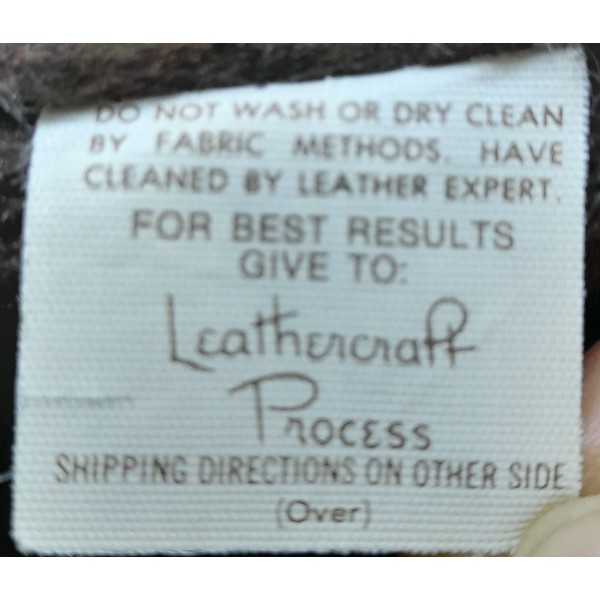 DO NOT WASH OR DRY CLEAN
BY FABRIC METHODS. HAVE
CLEANED BY LEATHER EXPERT.
FOR BEST RESULTS
GIVE TO:
Leathercraft
Process
SHIPPING DIRECTIONS ON OTHER SIDE
(Over)